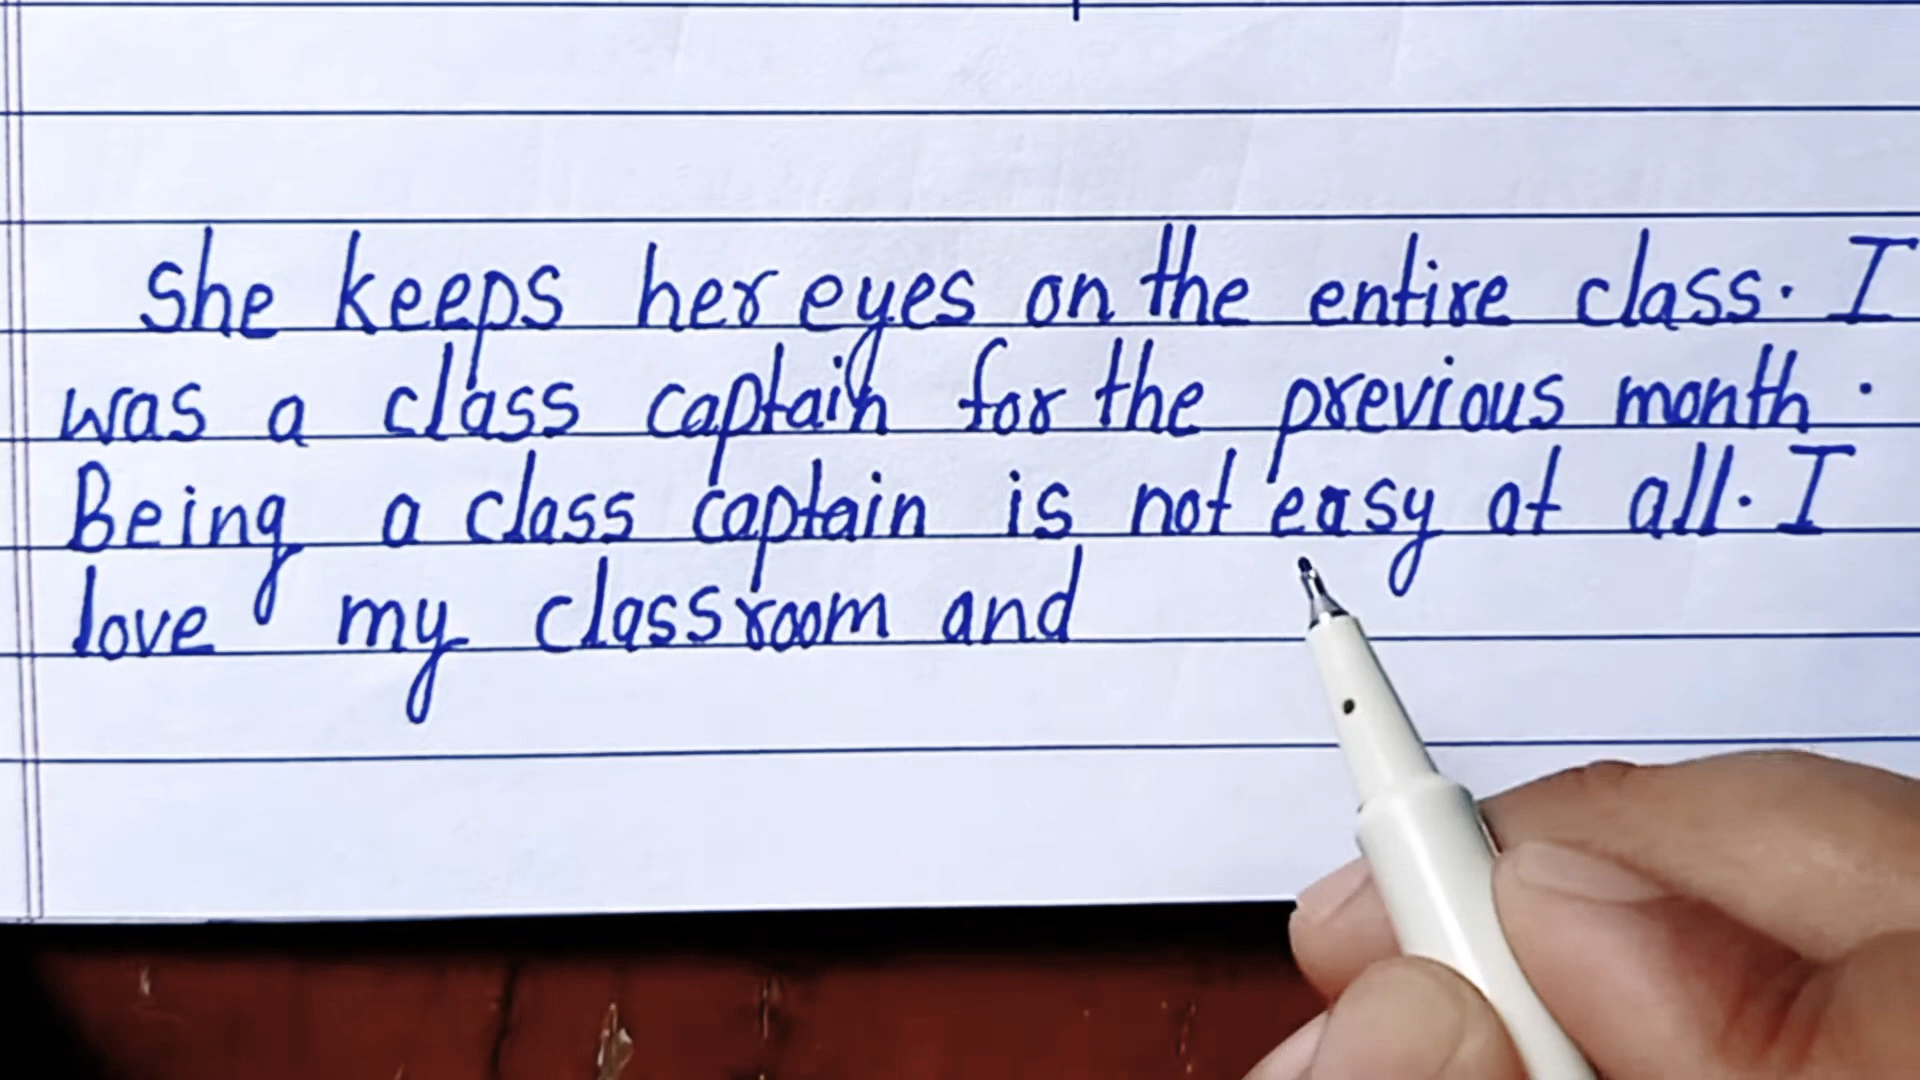 She keeps her eyes on the entire class. I
was a class captain for the previous month.
Being a class captain is not easy at all. I
love my classroom and